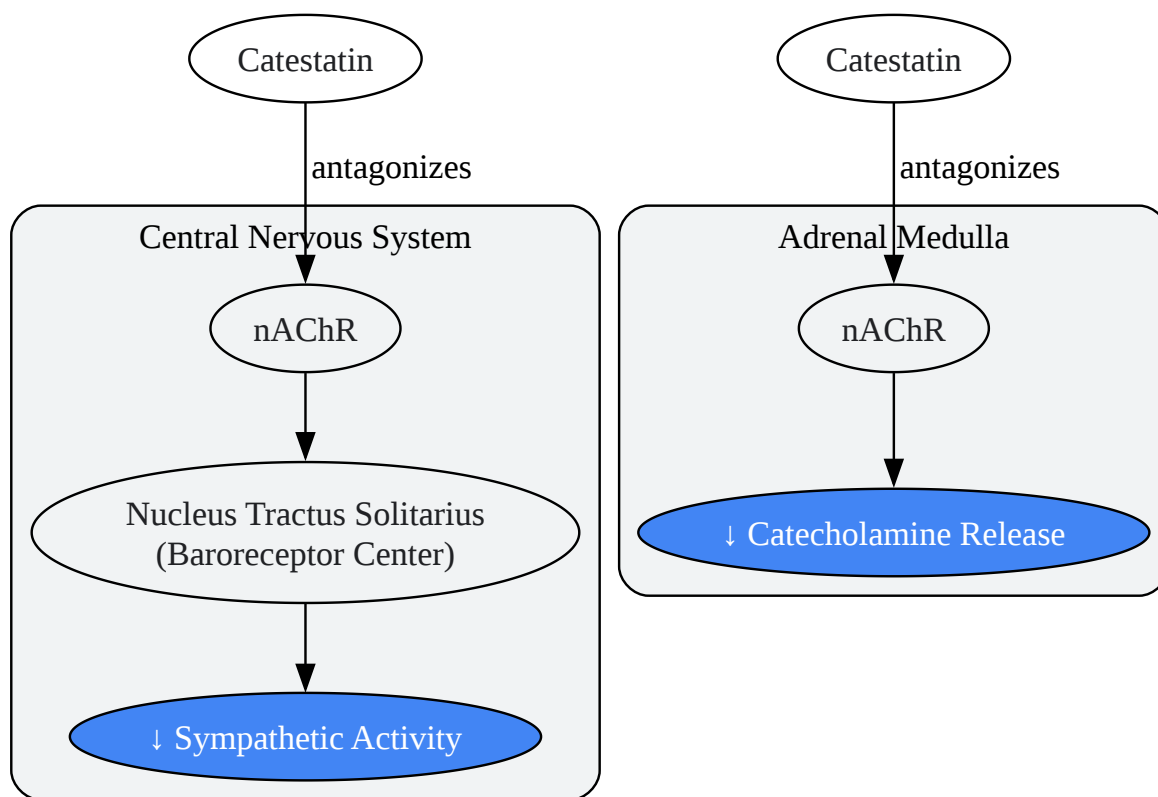 Catestatin
antagonizes
Central Nervous System
nAChR
Nucleus Tractus Solitarius
(Baroreceptor Center)
↓ Sympathetic Activity
Catestatin
antagonizes
Adrenal Medulla
nAChR
↓ Catecholamine Release